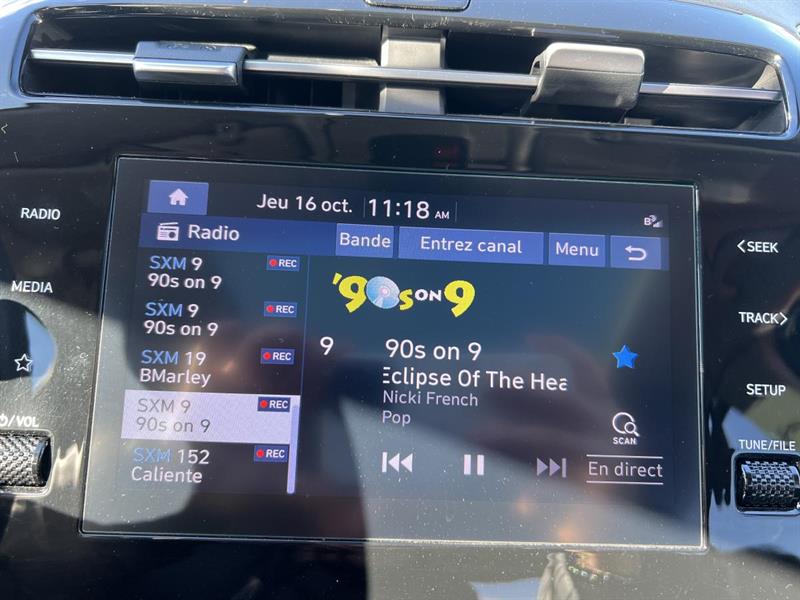 RADIO
MEDIA
/VOL
Jeu 16 oct. 11:18 AM
B
Radio
Bande
Entrez canal
Menu
SXM 9 REC
90s on 9
SXM 9 REC
90s on 9
SXM 19 REC
BMarley
SXM 9 REC
90s on 9
SXM 152 REC
Caliente
'90s ON 9
9
90s on 9
Eclipse Of The Hea
Nicki French
Pop
SCAN
En direct
SEEK
TRACK
SETUP
TUNE/FILE